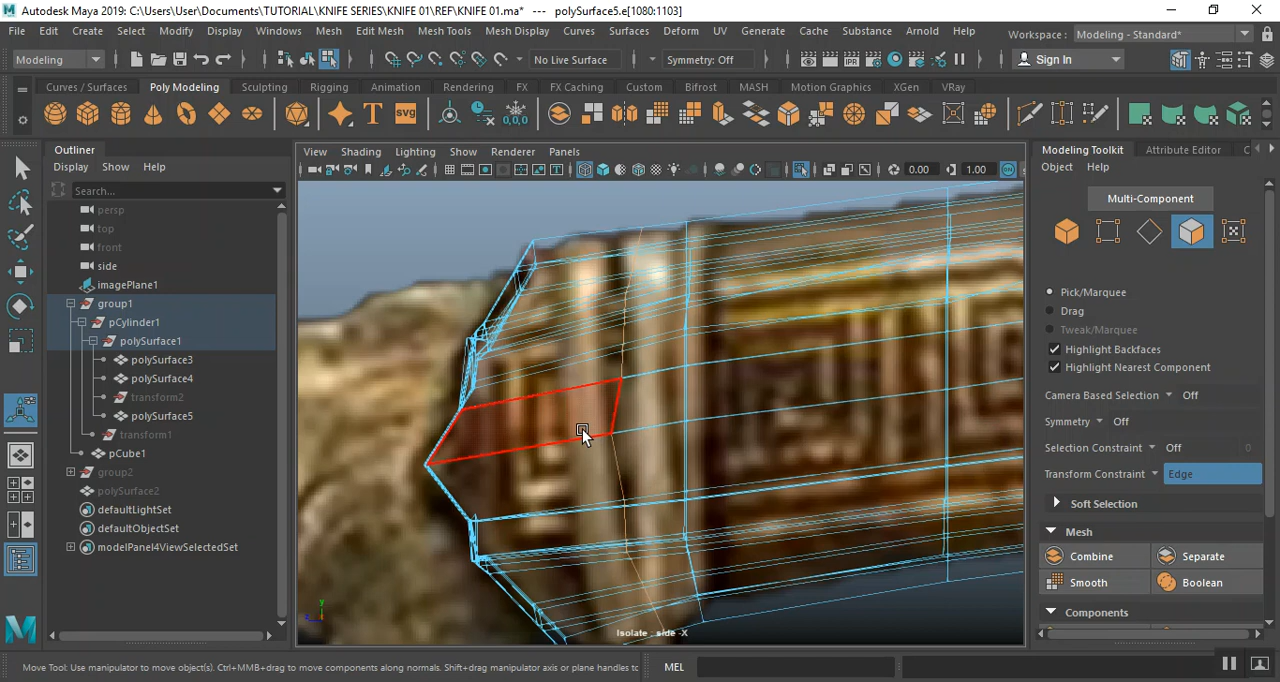 Autodesk Maya 2019: C:\Users\User\Documents\TUTORIAL\KNIFE SERIES\KNIFE 01\REF\KNIFE 01.ma* --- polySurface5.e[1080:1103]
File Edit Create Select Modify Display Windows Mesh Edit Mesh Mesh Tools Mesh Display Curves Surfaces Deform UV Generate Cache Substance Arnold Help Workspace : Modeling - Standard*
Modeling No Live Surface Symmetry: Off Sign In
Curves / Surfaces Poly Modeling Sculpting Rigging Animation Rendering FX FX Caching Custom Bifrost MASH Motion Graphics XGen VRay
T SVG 0,0,0
Outliner
Display Show Help
Search...
persp
top
front
side
imagePlane1
group1
pCylinder1
polySurface1
polySurface3
polySurface4
transform2
polySurface5
transform1
pCube1
group2
polySurface2
defaultLightSet
defaultObjectSet
modelPanel4ViewSelectedSet
View Shading Lighting Show Renderer Panels
0.00 1.00
y
Isolate : side -X
Modeling Toolkit Attribute Editor C
Object Help
Multi-Component
Pick/Marquee
Drag
Tweak/Marquee
Highlight Backfaces
Highlight Nearest Component
Camera Based Selection Off
Symmetry Off
Selection Constraint Off 0
Transform Constraint Edge
Soft Selection
Mesh
Combine Separate
Smooth Boolean
Components
Move Tool: Use manipulator to move object(s). Ctrl+MMB+drag to move components along normals. Shift+drag manipulator axis or plane handles to MEL